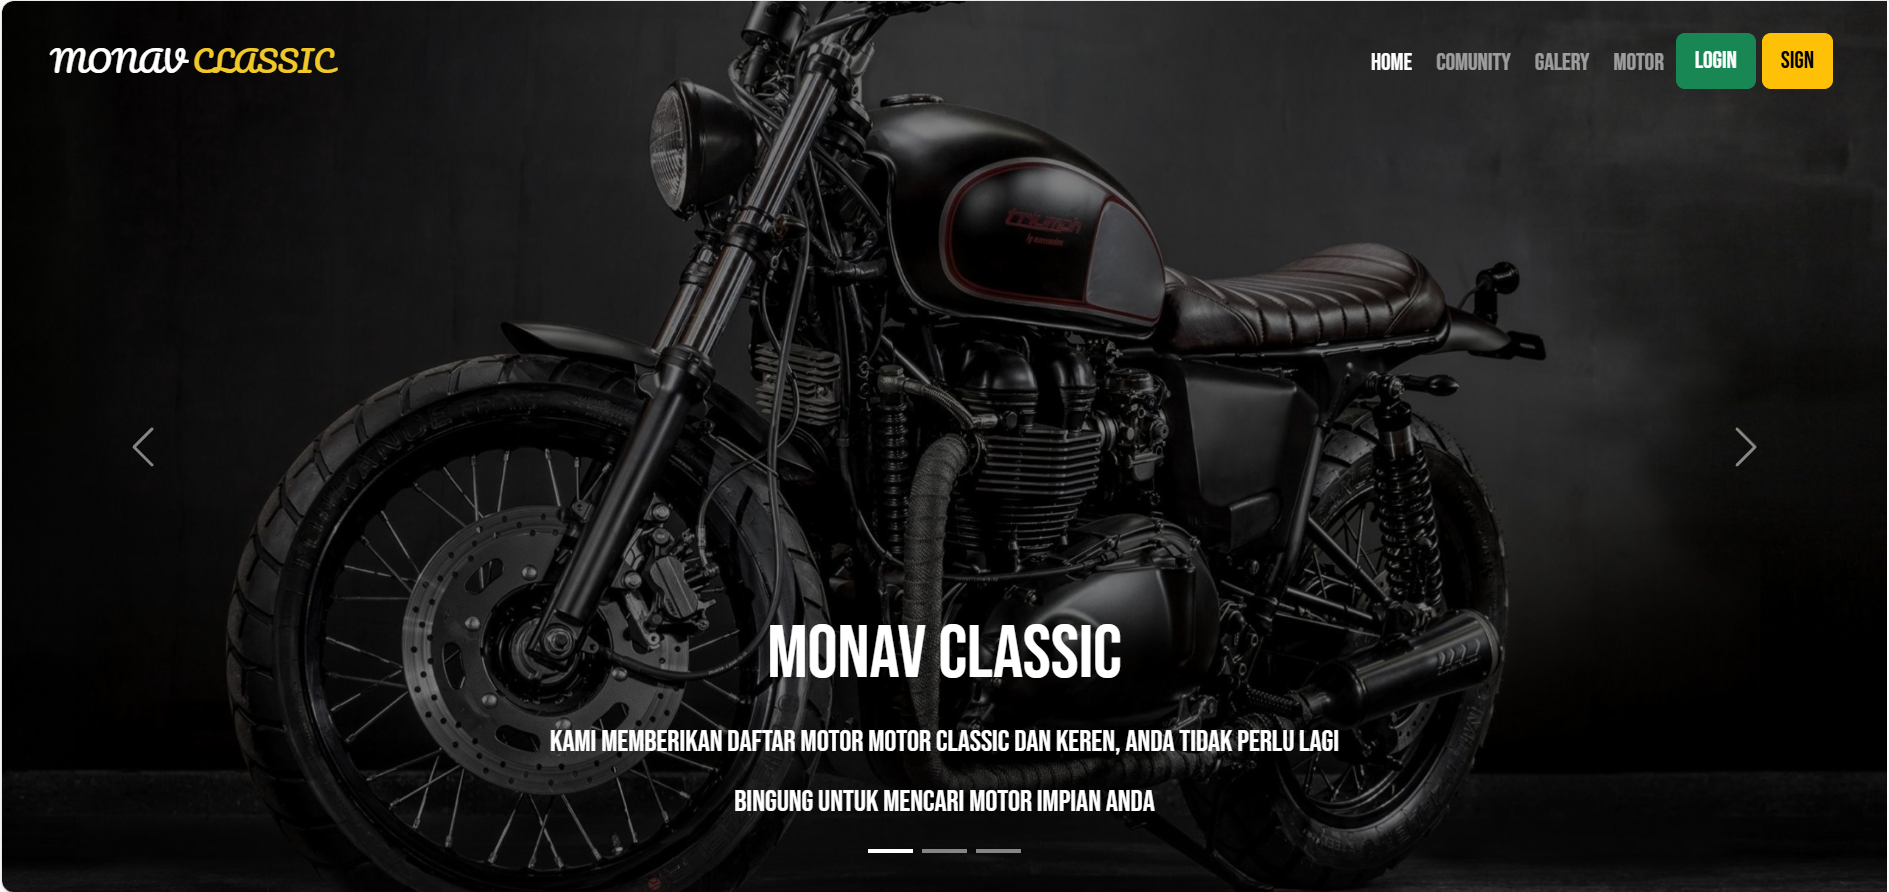 monav CLASSIC
HOME COMUNITY GALERY MOTOR LOGIN SIGN
triumph
MONAV CLASSIC
KAMI MEMBERIKAN DAFTAR MOTOR MOTOR CLASSIC DAN KEREN, ANDA TIDAK PERLU LAGI
BINGUNG UNTUK MENCARI MOTOR IMPIAN ANDA